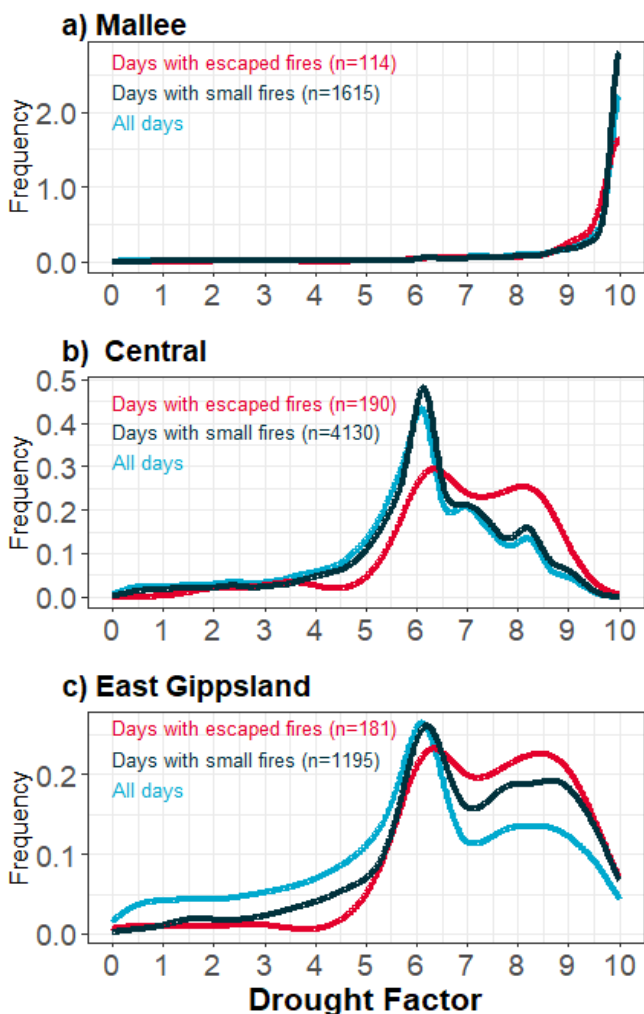 a) Mallee
Days with escaped fires (n=114)
Days with small fires (n=1615)
All days
Frequency
2.0
1.0
0.0
0 1 2 3 4 5 6 7 8 9 10
b) Central
Days with escaped fires (n=190)
Days with small fires (n=4130)
All days
Frequency
0.5
0.4
0.3
0.2
0.1
0.0
0 1 2 3 4 5 6 7 8 9 10
c) East Gippsland
Days with escaped fires (n=181)
Days with small fires (n=1195)
All days
Frequency
0.2
0.1
0.0
0 1 2 3 4 5 6 7 8 9 10
Drought Factor